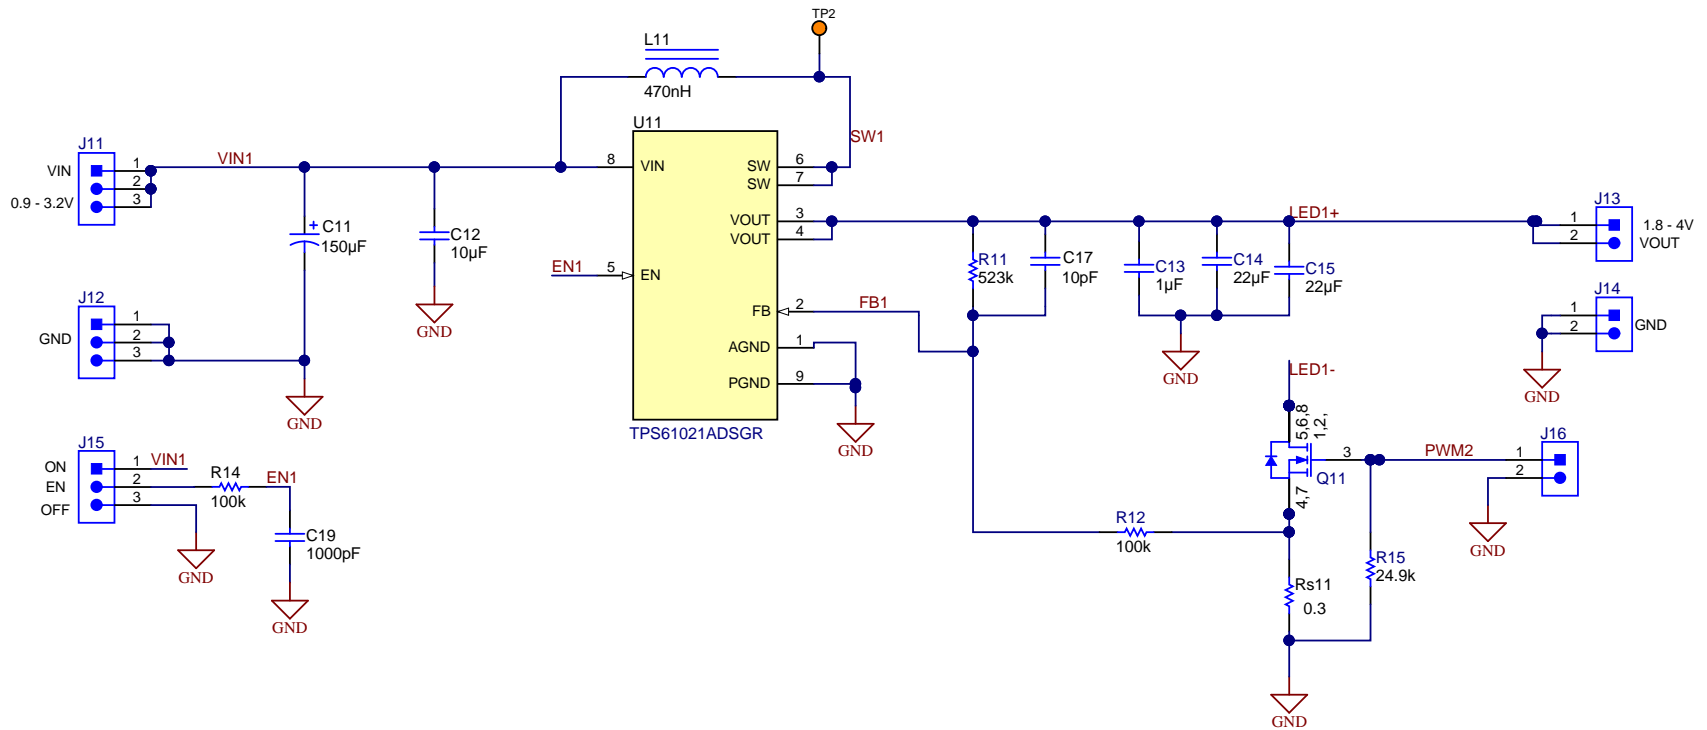 TP2
L11
470nH
U11
SW1
J11
VIN
0.9 - 3.2V
1
2
3
VIN1
8
VIN
SW
SW
6
7
VOUT
VOUT
3
4
EN1
5
EN
FB
2
FB1
AGND
1
PGND
9
TPS61021ADSGR
GND
C11
+
150µF
C12
10µF
GND
J12
GND
1
2
3
GND
J15
ON
EN
OFF
1
2
3
VIN1
R14
100k
EN1
C19
1000pF
GND
GND
R11
523k
C17
10pF
C13
1µF
C14
22µF
C15
22µF
GND
LED1+
J13
1
2
1.8 - 4V
VOUT
J14
1
2
GND
GND
LED1-
5,6,8
1,2,
3
Q11
4,7
PWM2
J16
1
2
GND
R12
100k
R15
24.9k
Rs11
0.3
GND